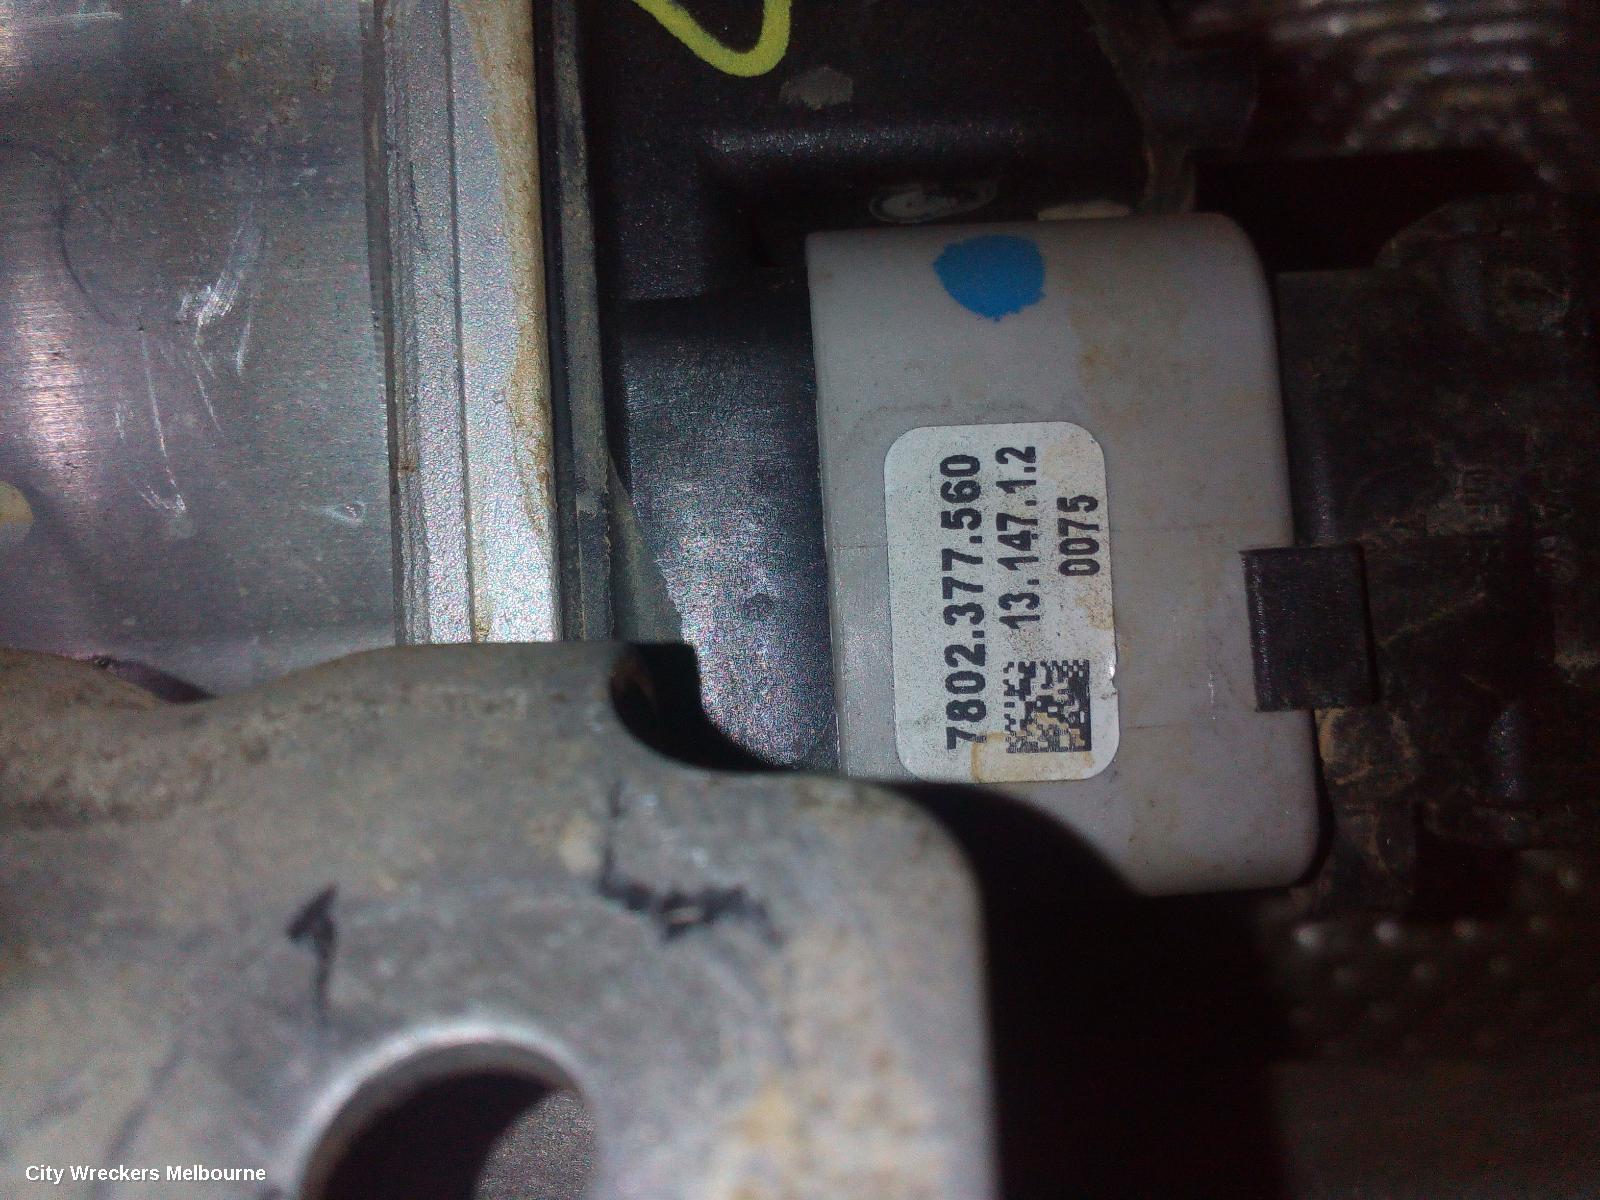 7802.377.560
13.147.1.2
0075
City Wreckers Melbourne